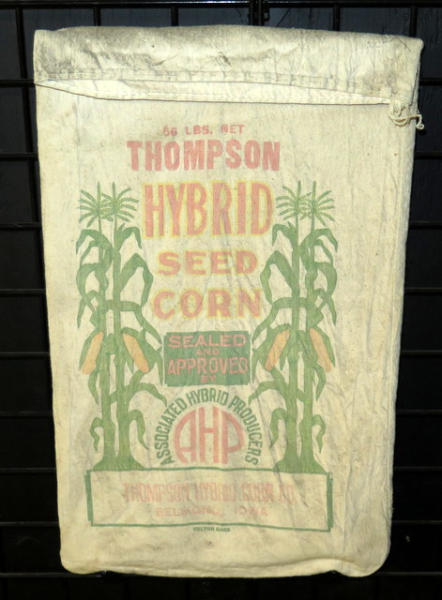 56 LBS. NET
THOMPSON
HYBRID
SEED
CORN
SEALED
AND
APPROVED
BY
ASSOCIATED HYBRID PRODUCERS
AHP
THOMPSON HYBRID CORN CO.
BELMOND, IOWA